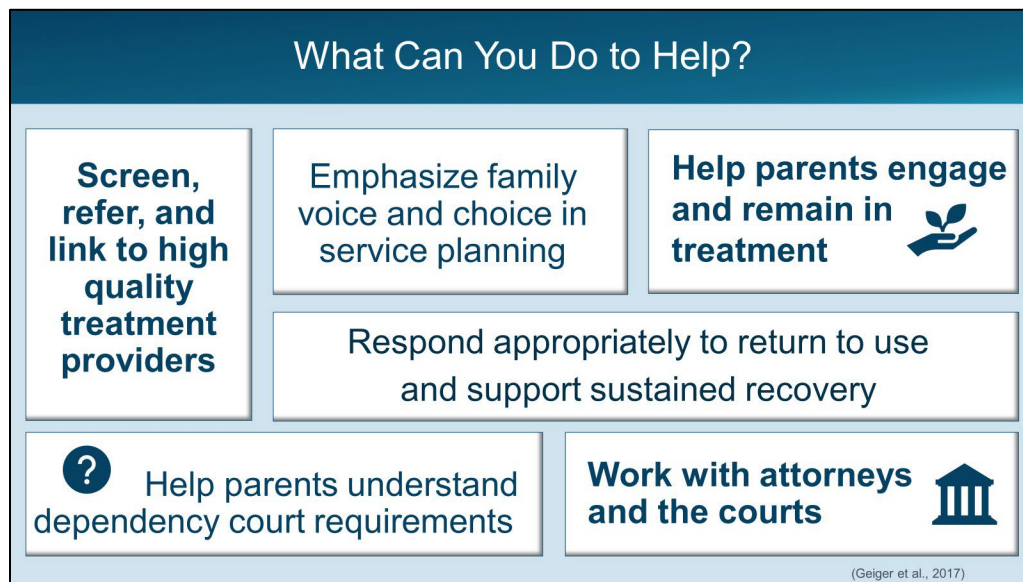 What Can You Do to Help?
Screen,
refer, and
link to high
quality
treatment
providers
Emphasize family
voice and choice in
service planning
Help parents engage
and remain in
treatment
Respond appropriately to return to use
and support sustained recovery
?
Help parents understand
dependency court requirements
Work with attorneys
and the courts
(Geiger et al., 2017)